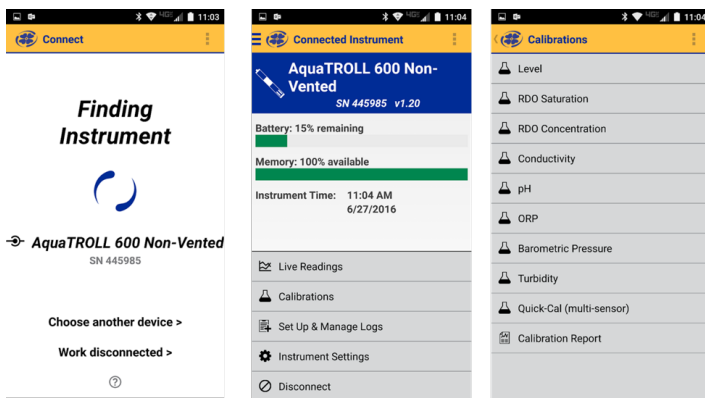 11:03
Connect
Finding
Instrument
AquaTROLL 600 Non-Vented
SN 445985
Choose another device >
Work disconnected >
11:04
Connected Instrument
AquaTROLL 600 Non-
Vented
SN 445985 v1.20
Battery: 15% remaining
Memory: 100% available
Instrument Time: 11:04 AM
6/27/2016
Live Readings
Calibrations
Set Up & Manage Logs
Instrument Settings
Disconnect
11:04
Calibrations
Level
RDO Saturation
RDO Concentration
Conductivity
pH
ORP
Barometric Pressure
Turbidity
Quick-Cal (multi-sensor)
Calibration Report